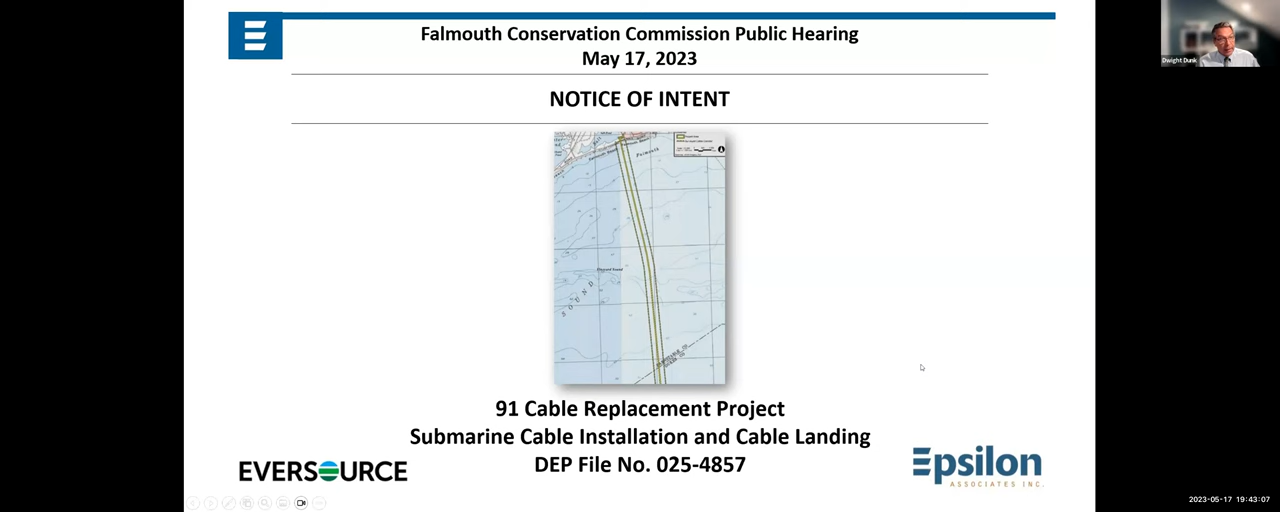 Falmouth Conservation Commission Public Hearing
May 17, 2023
Dwight Dunk
NOTICE OF INTENT
Falmouth
SOUND
91 Cable Replacement Project
Submarine Cable Installation and Cable Landing
DEP File No. 025-4857
EVERSOURCE
Epsilon
ASSOCIATES INC.
2023-05-17 19:43:07